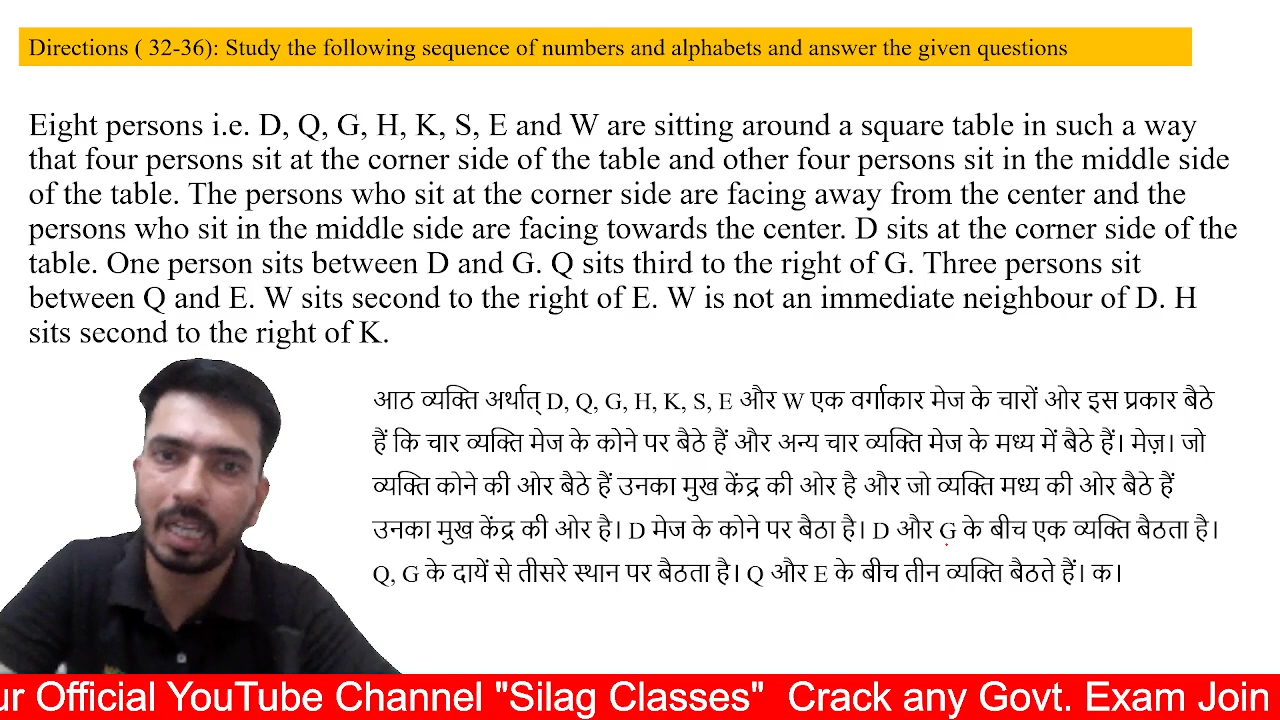 Directions ( 32-36): Study the following sequence of numbers and alphabets and answer the given questions
Eight persons i.e. D, Q, G, H, K, S, E and W are sitting around a square table in such a way
that four persons sit at the corner side of the table and other four persons sit in the middle side
of the table. The persons who sit at the corner side are facing away from the center and the
persons who sit in the middle side are facing towards the center. D sits at the corner side of the
table. One person sits between D and G. Q sits third to the right of G. Three persons sit
between Q and E. W sits second to the right of E. W is not an immediate neighbour of D. H
sits second to the right of K.
आठ व्यक्ति अर्थात् D, Q, G, H, K, S, E और W एक वर्गाकार मेज के चारों ओर इस प्रकार बैठे
हैं कि चार व्यक्ति मेज के कोने पर बैठे हैं और अन्य चार व्यक्ति मेज के मध्य में बैठे हैं। मेज़। जो
व्यक्ति कोने की ओर बैठे हैं उनका मुख केंद्र की ओर है और जो व्यक्ति मध्य की ओर बैठे हैं
उनका मुख केंद्र की ओर है। D मेज के कोने पर बैठा है। D और G के बीच एक व्यक्ति बैठता है।
Q, G के दायें से तीसरे स्थान पर बैठता है। Q और E के बीच तीन व्यक्ति बैठते हैं। क।
ur Official YouTube Channel "Silag Classes" Crack any Govt. Exam Join